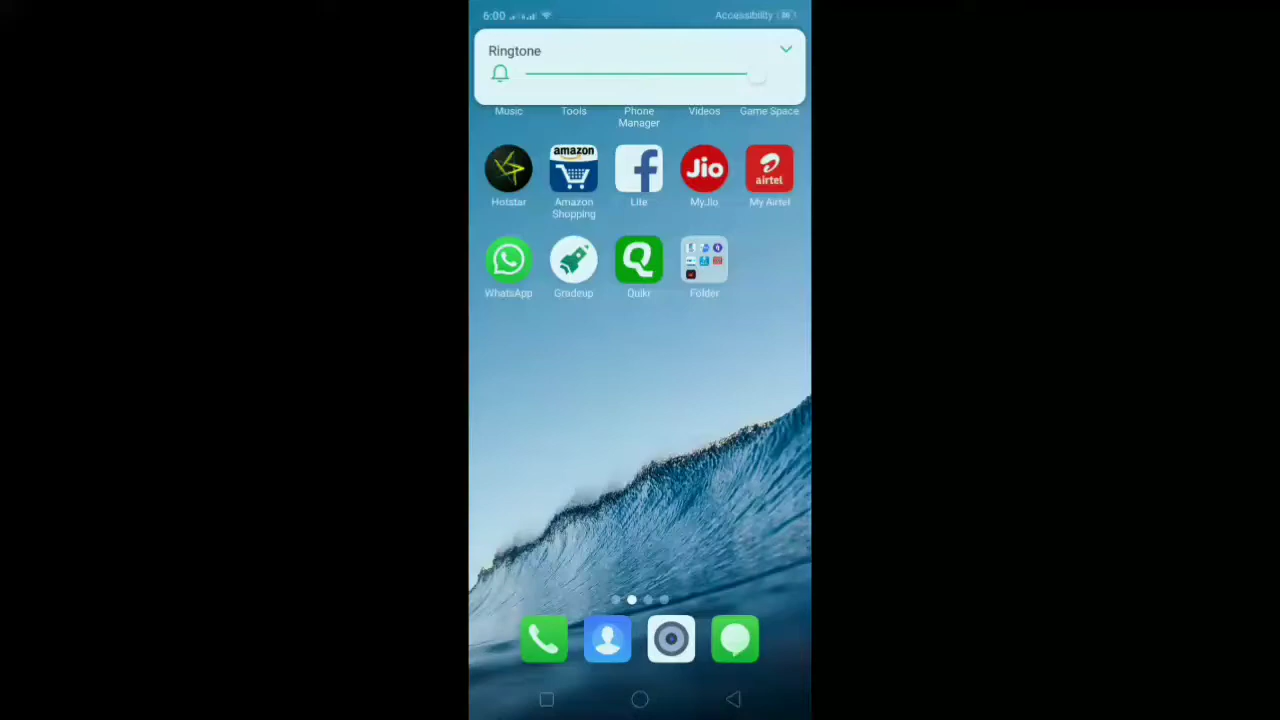 6:00
Accessibility
Ringtone
Music Tools Phone Manager Videos Game Space
amazon
Jio
airtel
Hotstar Amazon Shopping Lite MyJio My Airtel
WhatsApp Gradeup Quikr Folder